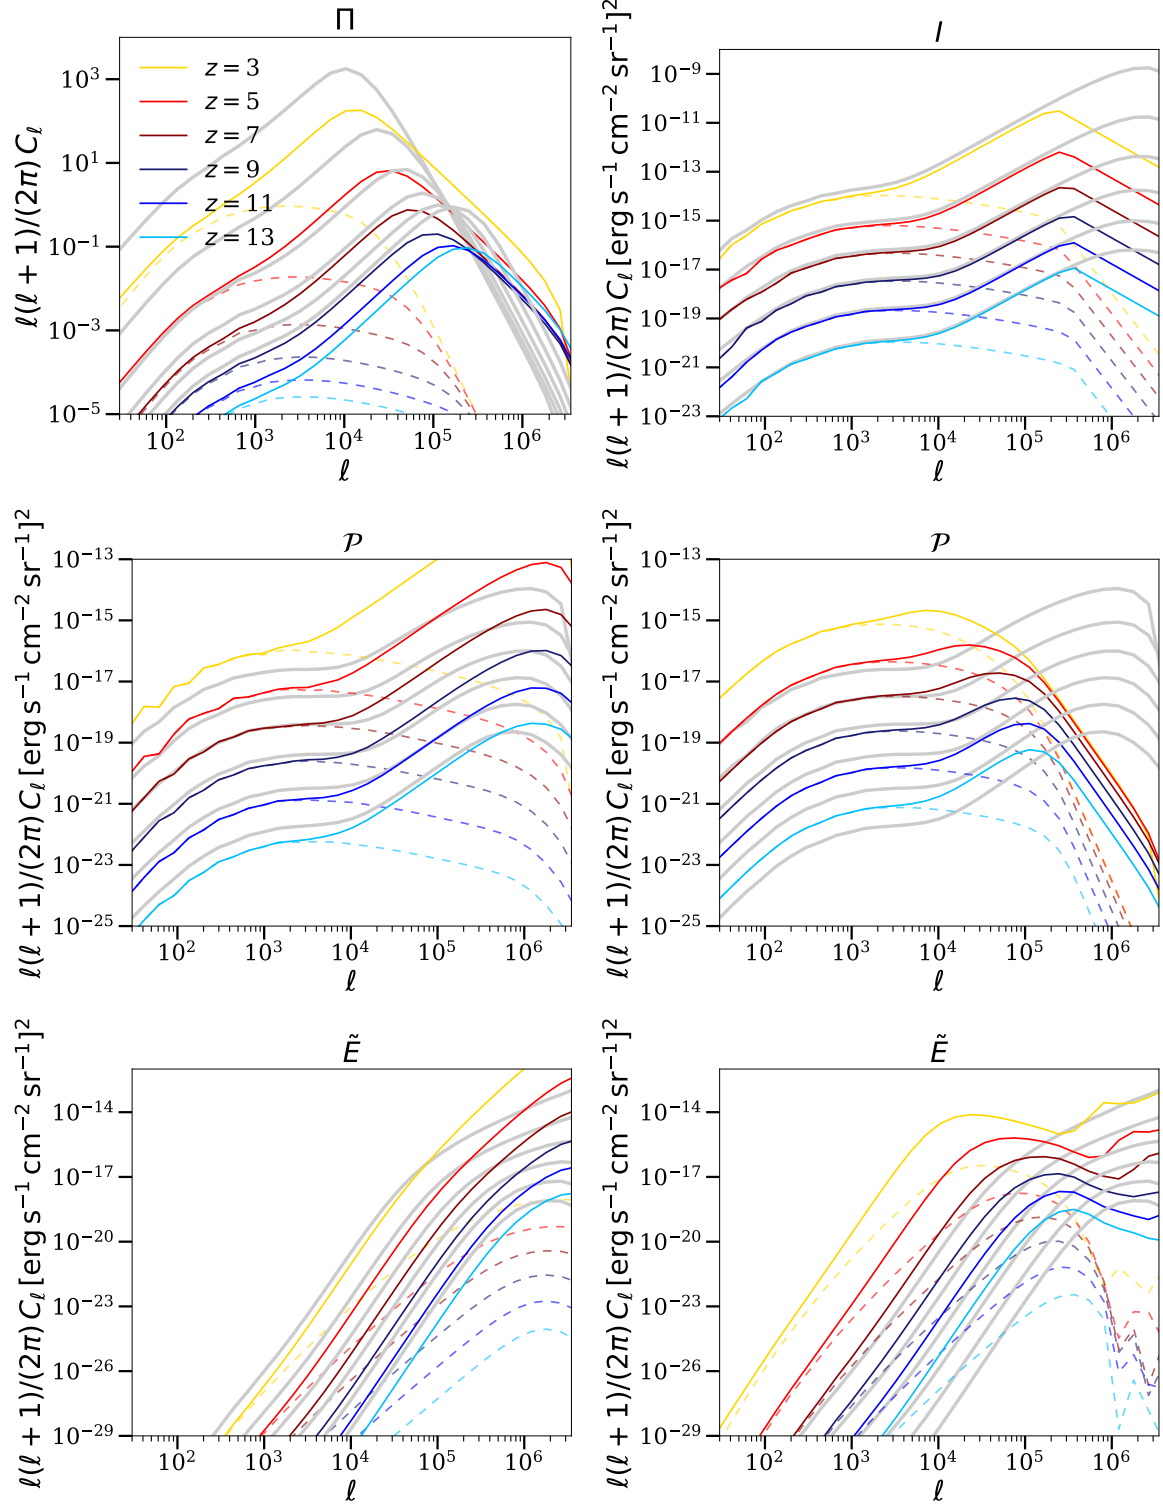 Π
ℓ(ℓ + 1)/(2π) C_ℓ
10^3
10^1
10^−1
10^−3
10^−5
z = 3
z = 5
z = 7
z = 9
z = 11
z = 13
10^2 10^3 10^4 10^5 10^6
ℓ
I
ℓ(ℓ + 1)/(2π) C_ℓ [erg s^−1 cm^−2 sr^−1]^2
10^−9
10^−11
10^−13
10^−15
10^−17
10^−19
10^−21
10^−23
10^2 10^3 10^4 10^5 10^6
ℓ
𝒫
ℓ(ℓ + 1)/(2π) C_ℓ [erg s^−1 cm^−2 sr^−1]^2
10^−13
10^−15
10^−17
10^−19
10^−21
10^−23
10^−25
10^2 10^3 10^4 10^5 10^6
ℓ
𝒫
ℓ(ℓ + 1)/(2π) C_ℓ [erg s^−1 cm^−2 sr^−1]^2
10^−13
10^−15
10^−17
10^−19
10^−21
10^−23
10^−25
10^2 10^3 10^4 10^5 10^6
ℓ
Ẽ
ℓ(ℓ + 1)/(2π) C_ℓ [erg s^−1 cm^−2 sr^−1]^2
10^−14
10^−17
10^−20
10^−23
10^−26
10^−29
10^2 10^3 10^4 10^5 10^6
ℓ
Ẽ
ℓ(ℓ + 1)/(2π) C_ℓ [erg s^−1 cm^−2 sr^−1]^2
10^−14
10^−17
10^−20
10^−23
10^−26
10^−29
10^2 10^3 10^4 10^5 10^6
ℓ